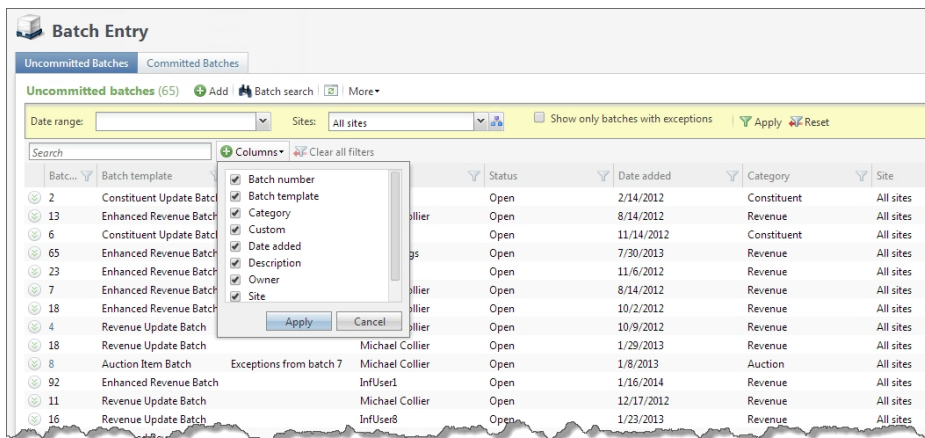 Batch Entry
Uncommitted Batches Committed Batches
Uncommitted batches (65) Add Batch search More
Date range: Sites: All sites Show only batches with exceptions Apply Reset
Search Columns Clear all filters
Batc... Batch template Status Date added Category Site
Batch number
Batch template
Category
Custom
Date added
Description
Owner
Site
Apply Cancel
2 Constituent Update Batcl Open 2/14/2012 Constituent All sites
13 Enhanced Revenue Batch ollier Open 8/14/2012 Revenue All sites
6 Constituent Update Batcl Open 11/14/2012 Constituent All sites
65 Enhanced Revenue Batch gs Open 7/30/2013 Revenue All sites
23 Enhanced Revenue Batch Open 11/6/2012 Revenue All sites
7 Enhanced Revenue Batch ollier Open 8/14/2012 Revenue All sites
18 Enhanced Revenue Batch ollier Open 10/2/2012 Revenue All sites
4 Revenue Update Batch ollier Open 10/9/2012 Revenue All sites
18 Revenue Update Batch Michael Collier Open 1/29/2013 Revenue All sites
8 Auction Item Batch Exceptions from batch 7 Michael Collier Open 1/8/2013 Auction All sites
92 Enhanced Revenue Batch InfUser1 Open 1/16/2014 Revenue All sites
11 Revenue Update Batch Michael Collier Open 12/17/2012 Revenue All sites
16 Revenue Update Batch InfUser8 Open 1/23/2013 Revenue All sites